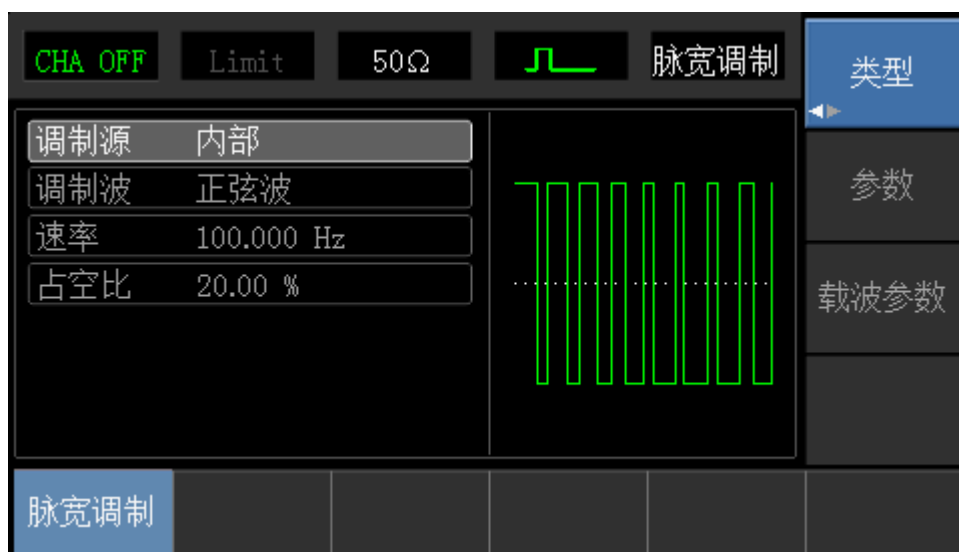 CHA OFF Limit 50Ω 脉宽调制 类型
调制源 内部
调制波 正弦波
参数
速率 100.000 Hz
占空比 20.00 %
载波参数
脉宽调制